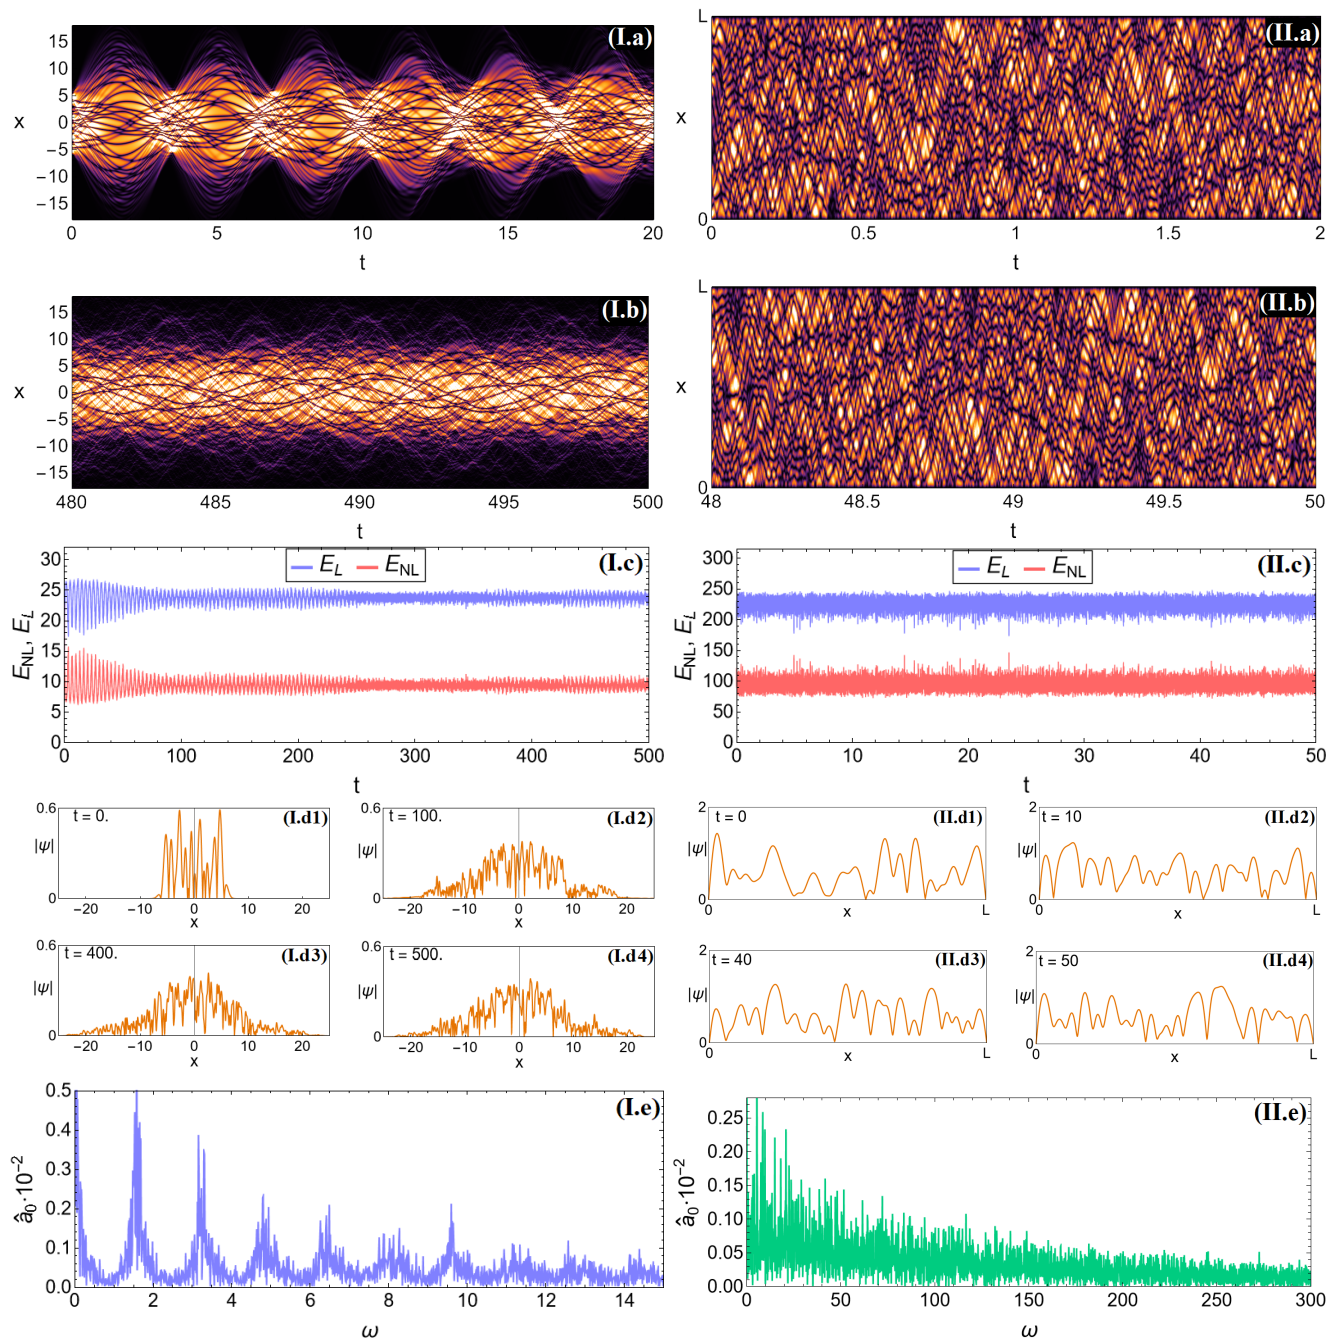 (I.a)
15
10
5
0
−5
−10
−15
x
0 5 10 15 20
t
(II.a)
L
x
0
0 0.5 1 1.5 2
t
(I.b)
15
10
5
0
−5
−10
−15
x
480 485 490 495 500
t
(II.b)
L
x
0
48 48.5 49 49.5 50
t
(I.c)
E_L E_NL
30
25
20
15
10
5
0
E_NL, E_L
0 100 200 300 400 500
t
(II.c)
E_L E_NL
300
250
200
150
100
50
0
E_NL, E_L
0 10 20 30 40 50
t
0.6 t = 0. (I.d1)
|ψ|
0
−20 −10 0 10 20
x
0.6 t = 100. (I.d2)
|ψ|
0
−20 −10 0 10 20
x
2 t = 0 (II.d1)
|ψ|
0
0 x L
2 t = 10 (II.d2)
|ψ|
0
0 x L
0.6 t = 400. (I.d3)
|ψ|
0
−20 −10 0 10 20
x
0.6 t = 500. (I.d4)
|ψ|
0
−20 −10 0 10 20
x
2 t = 40 (II.d3)
|ψ|
0
0 x L
2 t = 50 (II.d4)
|ψ|
0
0 x L
(I.e)
0.5
0.4
0.3
0.2
0.1
0.0
â₀·10⁻²
0 2 4 6 8 10 12 14
ω
(II.e)
0.25
0.20
0.15
0.10
0.05
0.00
â₀·10⁻²
0 50 100 150 200 250 300
ω